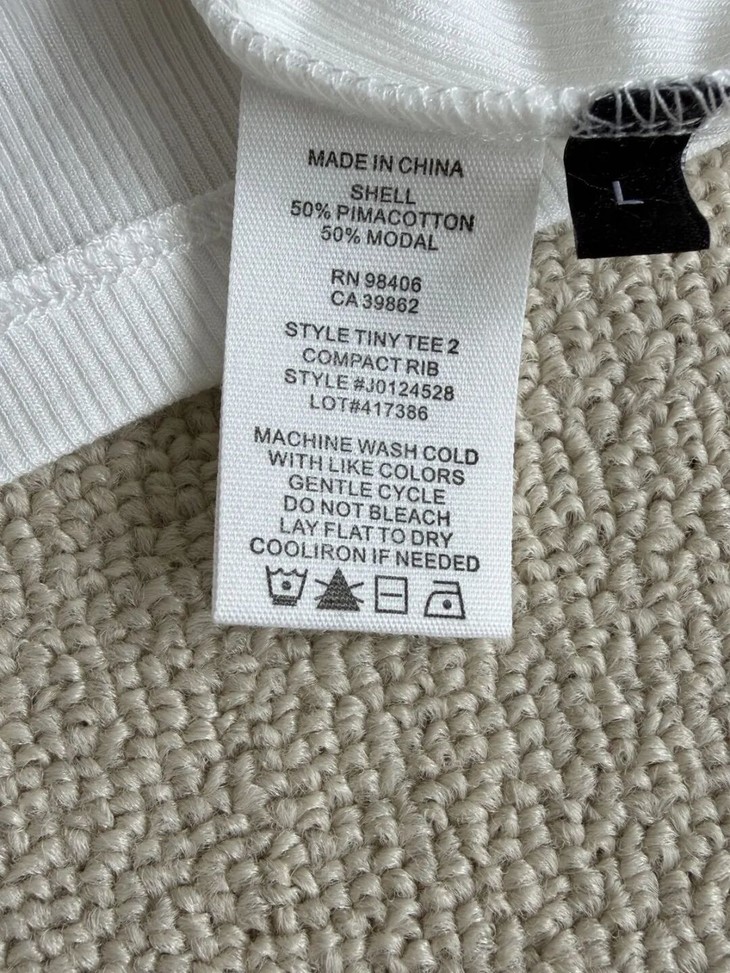 MADE IN CHINA
SHELL
50% PIMACOTTON
50% MODAL
RN 98406
CA 39862
STYLE TINY TEE 2
COMPACT RIB
STYLE #J0124528
LOT#417386
MACHINE WASH COLD
WITH LIKE COLORS
GENTLE CYCLE
DO NOT BLEACH
LAY FLAT TO DRY
COOLIRON IF NEEDED
L